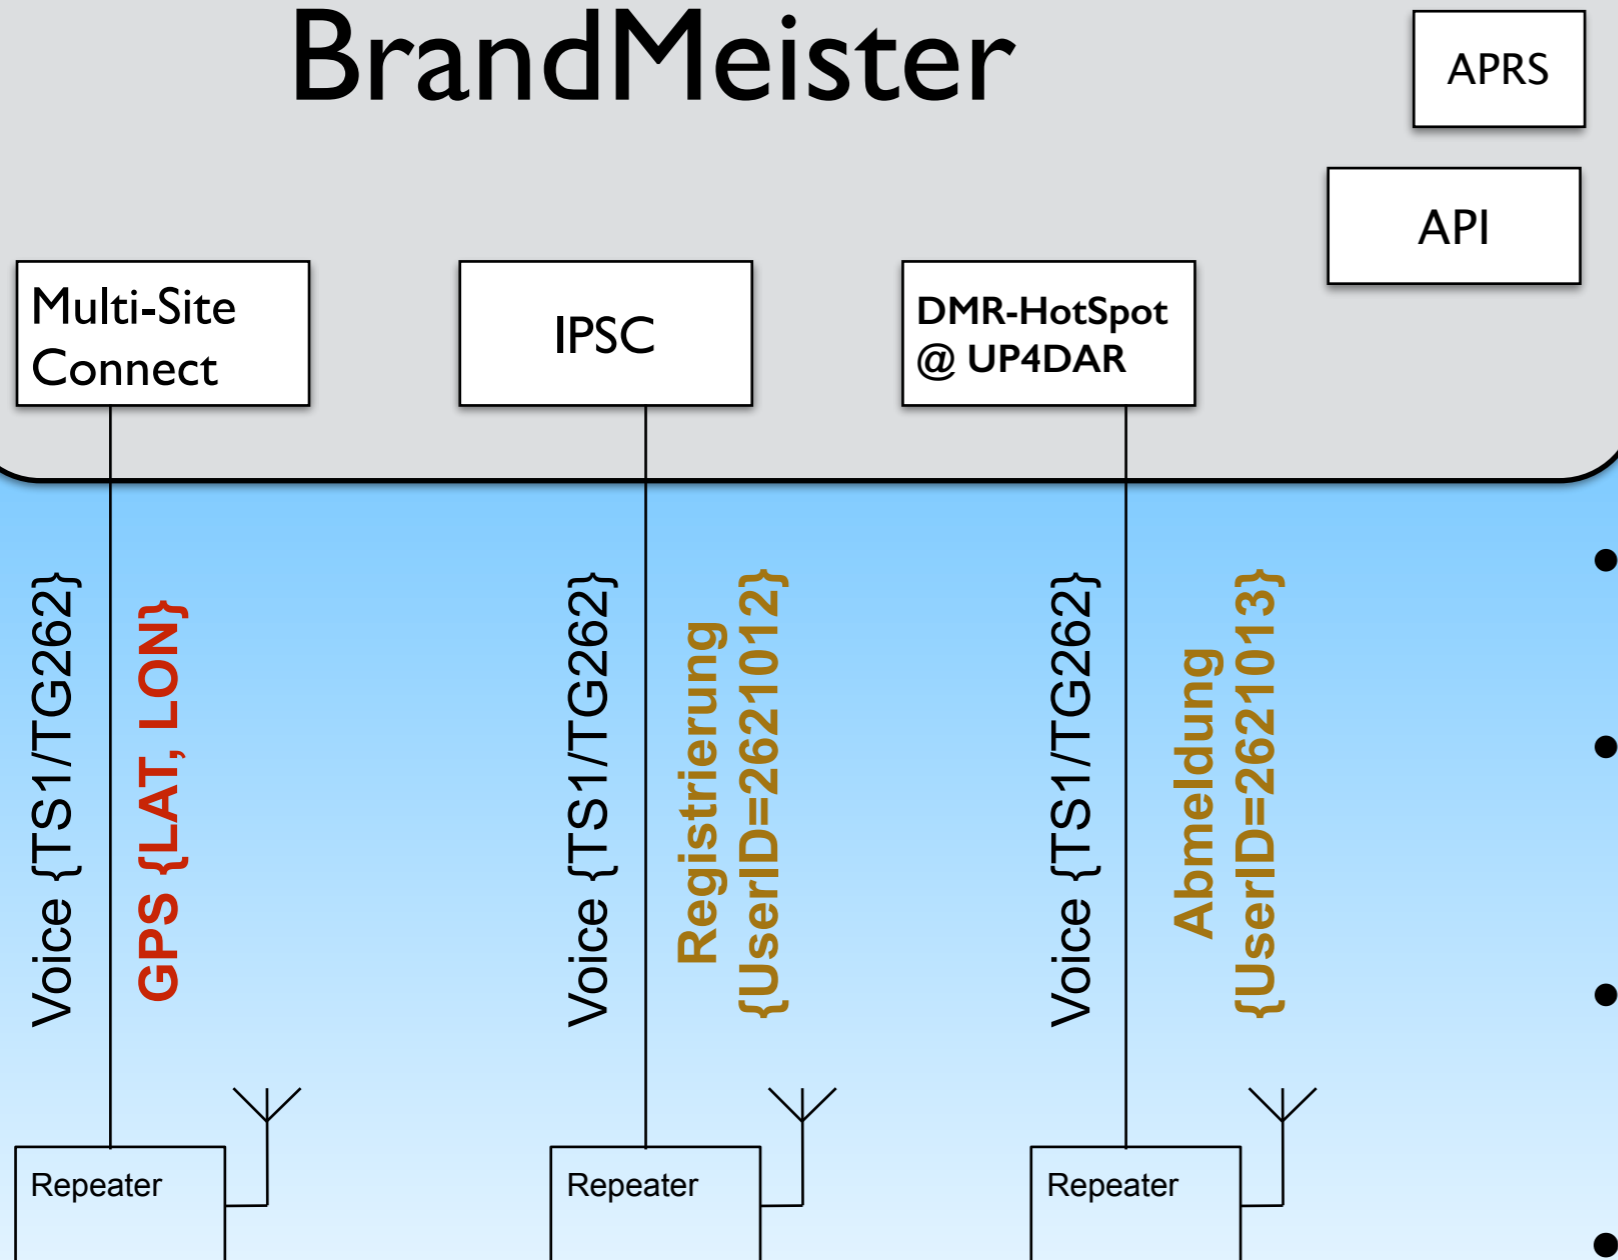 BrandMeister
APRS
API
Multi-Site
Connect
IPSC
DMR-HotSpot
@ UP4DAR
Voice {TS1/TG262}
GPS {LAT, LON}
Voice {TS1/TG262}
Registrierung
{UserID=2621012}
Voice {TS1/TG262}
Abmeldung
{UserID=2621013}
Repeater
Repeater
Repeater